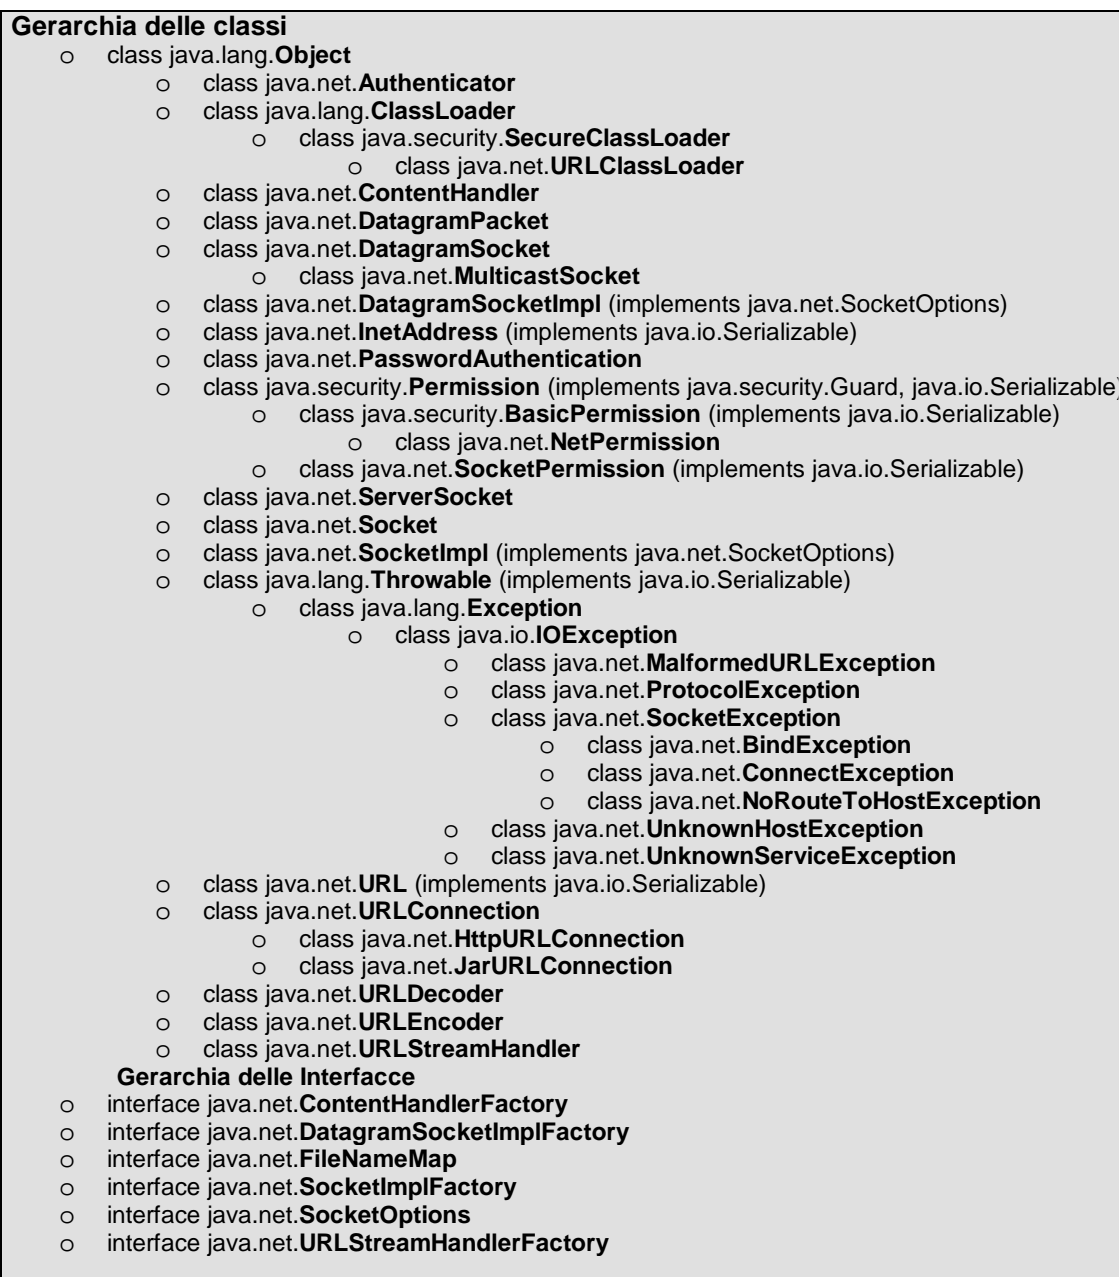 Gerarchia delle classi
o class java.lang.Object
o class java.net.Authenticator
o class java.lang.ClassLoader
o class java.security.SecureClassLoader
o class java.net.URLClassLoader
o class java.net.ContentHandler
o class java.net.DatagramPacket
o class java.net.DatagramSocket
o class java.net.MulticastSocket
o class java.net.DatagramSocketImpl (implements java.net.SocketOptions)
o class java.net.InetAddress (implements java.io.Serializable)
o class java.net.PasswordAuthentication
o class java.security.Permission (implements java.security.Guard, java.io.Serializable)
o class java.security.BasicPermission (implements java.io.Serializable)
o class java.net.NetPermission
o class java.net.SocketPermission (implements java.io.Serializable)
o class java.net.ServerSocket
o class java.net.Socket
o class java.net.SocketImpl (implements java.net.SocketOptions)
o class java.lang.Throwable (implements java.io.Serializable)
o class java.lang.Exception
o class java.io.IOException
o class java.net.MalformedURLException
o class java.net.ProtocolException
o class java.net.SocketException
o class java.net.BindException
o class java.net.ConnectException
o class java.net.NoRouteToHostException
o class java.net.UnknownHostException
o class java.net.UnknownServiceException
o class java.net.URL (implements java.io.Serializable)
o class java.net.URLConnection
o class java.net.HttpURLConnection
o class java.net.JarURLConnection
o class java.net.URLDecoder
o class java.net.URLEncoder
o class java.net.URLStreamHandler
Gerarchia delle Interfacce
o interface java.net.ContentHandlerFactory
o interface java.net.DatagramSocketImplFactory
o interface java.net.FileNameMap
o interface java.net.SocketImplFactory
o interface java.net.SocketOptions
o interface java.net.URLStreamHandlerFactory